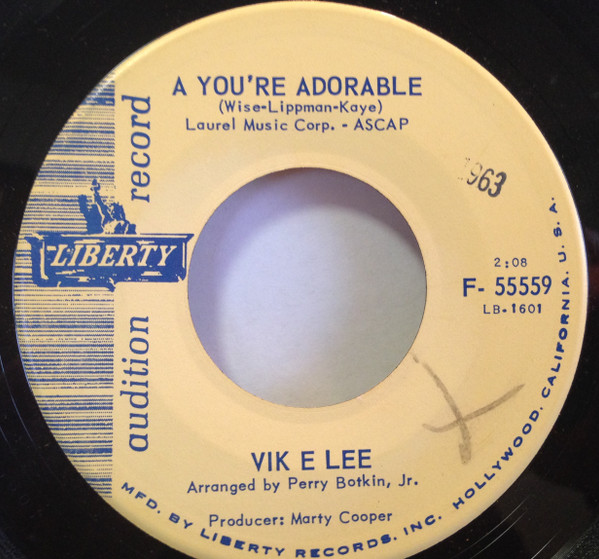 A YOU'RE ADORABLE
(Wise-Lippman-Kaye)
Laurel Music Corp. - ASCAP
audition record
LIBERTY
1963
2:08
F- 55559
LB-1601
VIK E LEE
Arranged by Perry Botkin, Jr.
Producer: Marty Cooper
MFD. BY LIBERTY RECORDS, INC. HOLLYWOOD, CALIFORNIA, U. S. A.